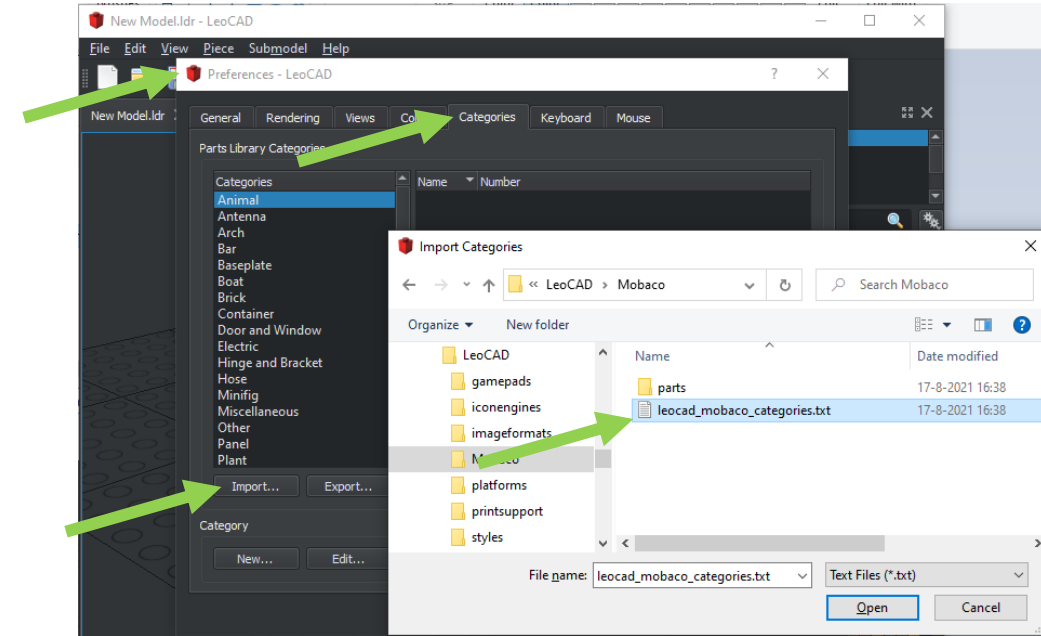 New Model.ldr - LeoCAD
File Edit View Piece Submodel Help
Preferences - LeoCAD
New Model.ldr
General Rendering Views Categories Keyboard Mouse
Parts Library Categories
Categories
Name Number
Animal
Antenna
Arch
Bar
Baseplate
Boat
Brick
Container
Door and Window
Electric
Hinge and Bracket
Hose
Minifig
Miscellaneous
Other
Panel
Plant
Import... Export...
Category
New... Edit...
Import Categories
« LeoCAD › Mobaco
Search Mobaco
Organize New folder
LeoCAD
gamepads
iconengines
imageformats
Mobaco
platforms
printsupport
styles
Name Date modified
parts 17-8-2021 16:38
leocad_mobaco_categories.txt 17-8-2021 16:38
File name: leocad_mobaco_categories.txt Text Files (*.txt)
Open Cancel